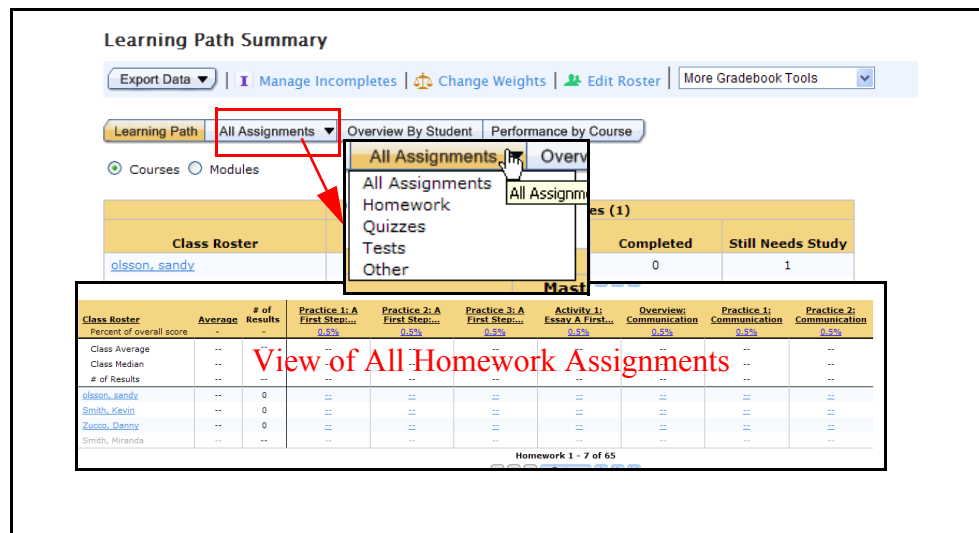 Learning Path Summary
Export Data | I Manage Incompletes | Change Weights | Edit Roster | More Gradebook Tools
Learning Path All Assignments Overview By Student Performance by Course
Courses Modules
All Assignments Overv
All Assignments
Homework
Quizzes
Tests
Other
All Assignm
es (1)
Class Roster Completed Still Needs Study
olsson, sandy 0 1
Mast
Class Roster Average # of Results Practice 1: A First Step:... Practice 2: A First Step:... Practice 3: A First Step:... Activity 1: Essay A First... Overview: Communication Practice 1: Communication Practice 2: Communication
Percent of overall score - - 0.5% 0.5% 0.5% 0.5% 0.5% 0.5% 0.5%
Class Average -- -- -- -- -- -- -- -- --
View of All Homework Assignments
Class Median -- -- -- -- -- -- -- -- --
# of Results -- -- -- -- -- -- -- -- --
olsson, sandy -- 0 -- -- -- -- -- -- --
Smith, Kevin -- 0 -- -- -- -- -- -- --
Zucco, Danny -- 0 -- -- -- -- -- -- --
Smith, Miranda -- -- -- -- -- -- -- -- --
Homework 1 - 7 of 65